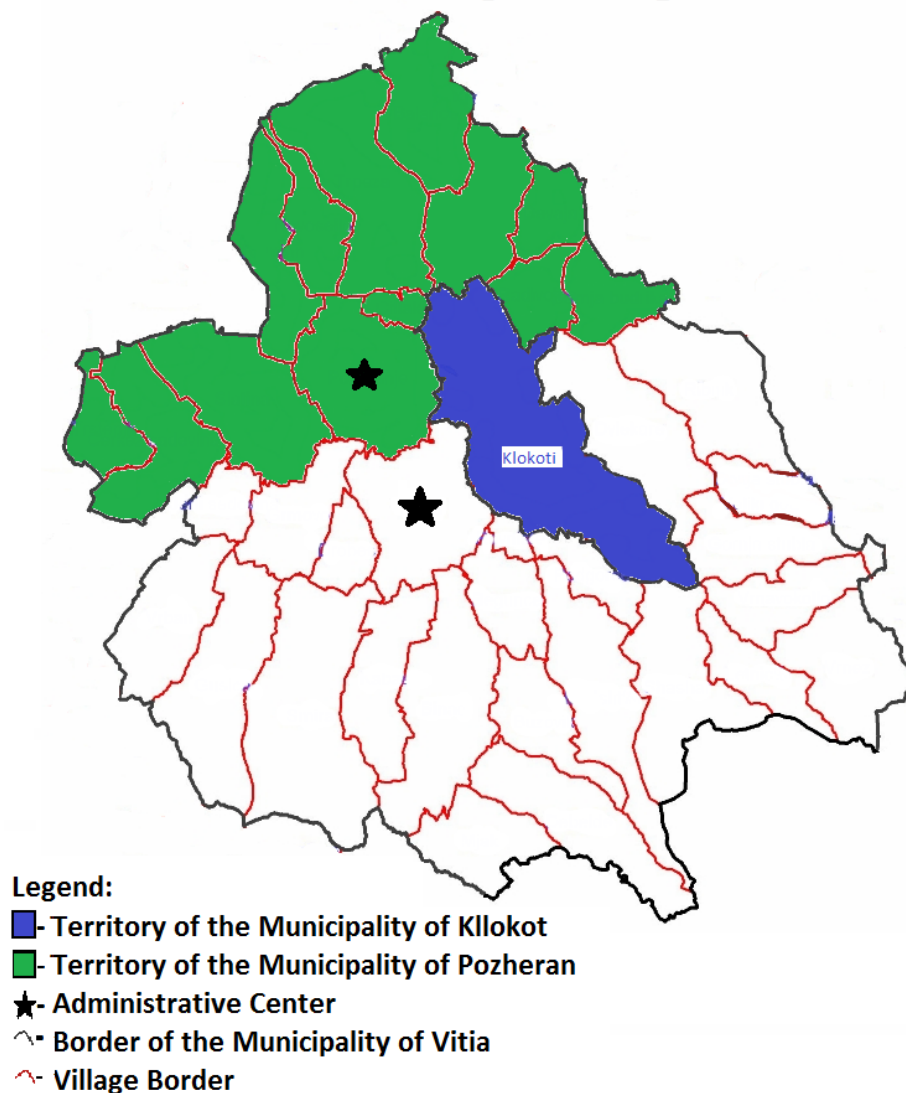 Klokoti
Legend:
- Territory of the Municipality of Kllokot
- Territory of the Municipality of Pozheran
- Administrative Center
- Border of the Municipality of Vitia
- Village Border